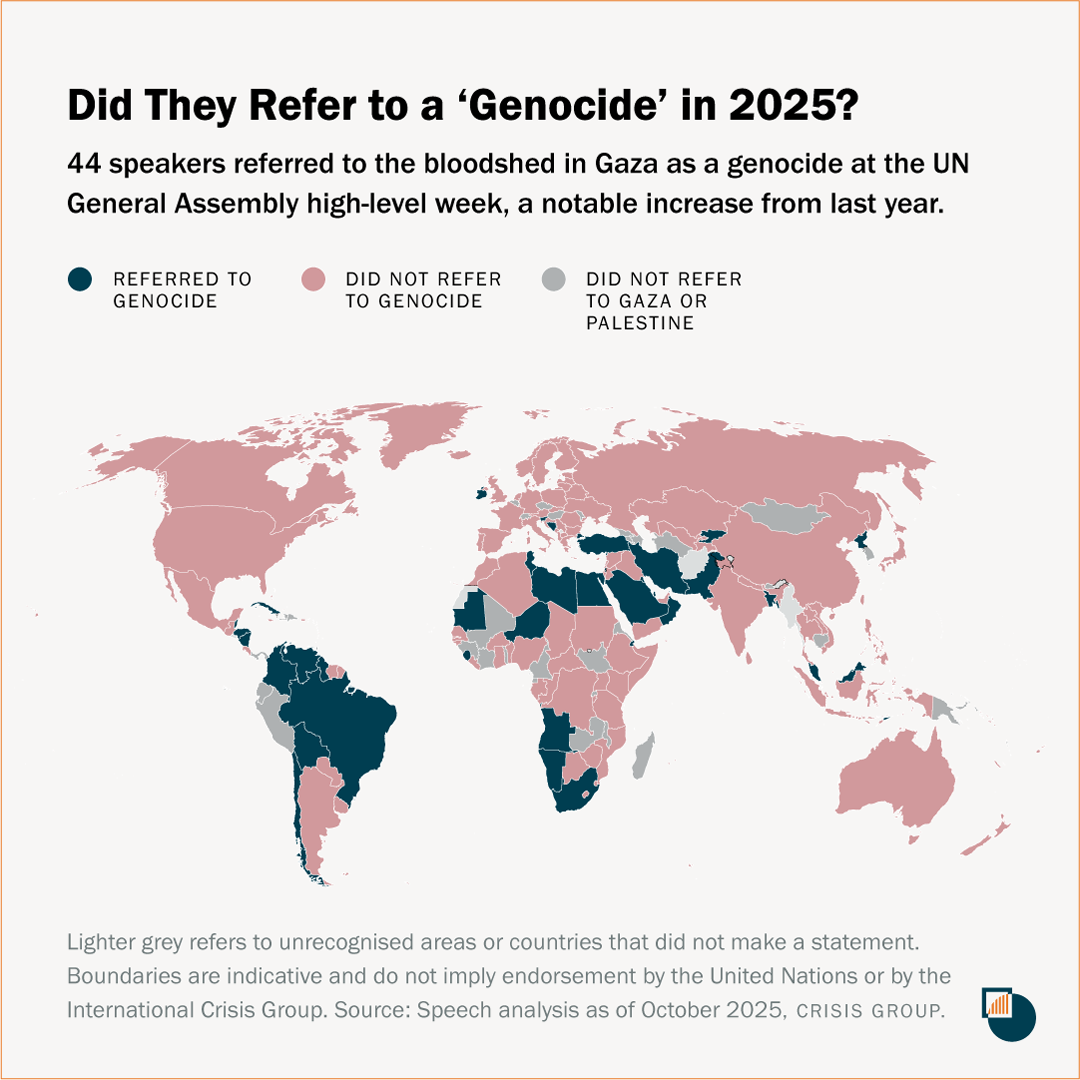 Did They Refer to a ‘Genocide’ in 2025?
44 speakers referred to the bloodshed in Gaza as a genocide at the UN
General Assembly high-level week, a notable increase from last year.
REFERRED TO
GENOCIDE
DID NOT REFER
TO GENOCIDE
DID NOT REFER
TO GAZA OR
PALESTINE
Lighter grey refers to unrecognised areas or countries that did not make a statement.
Boundaries are indicative and do not imply endorsement by the United Nations or by the
International Crisis Group. Source: Speech analysis as of October 2025, CRISIS GROUP.